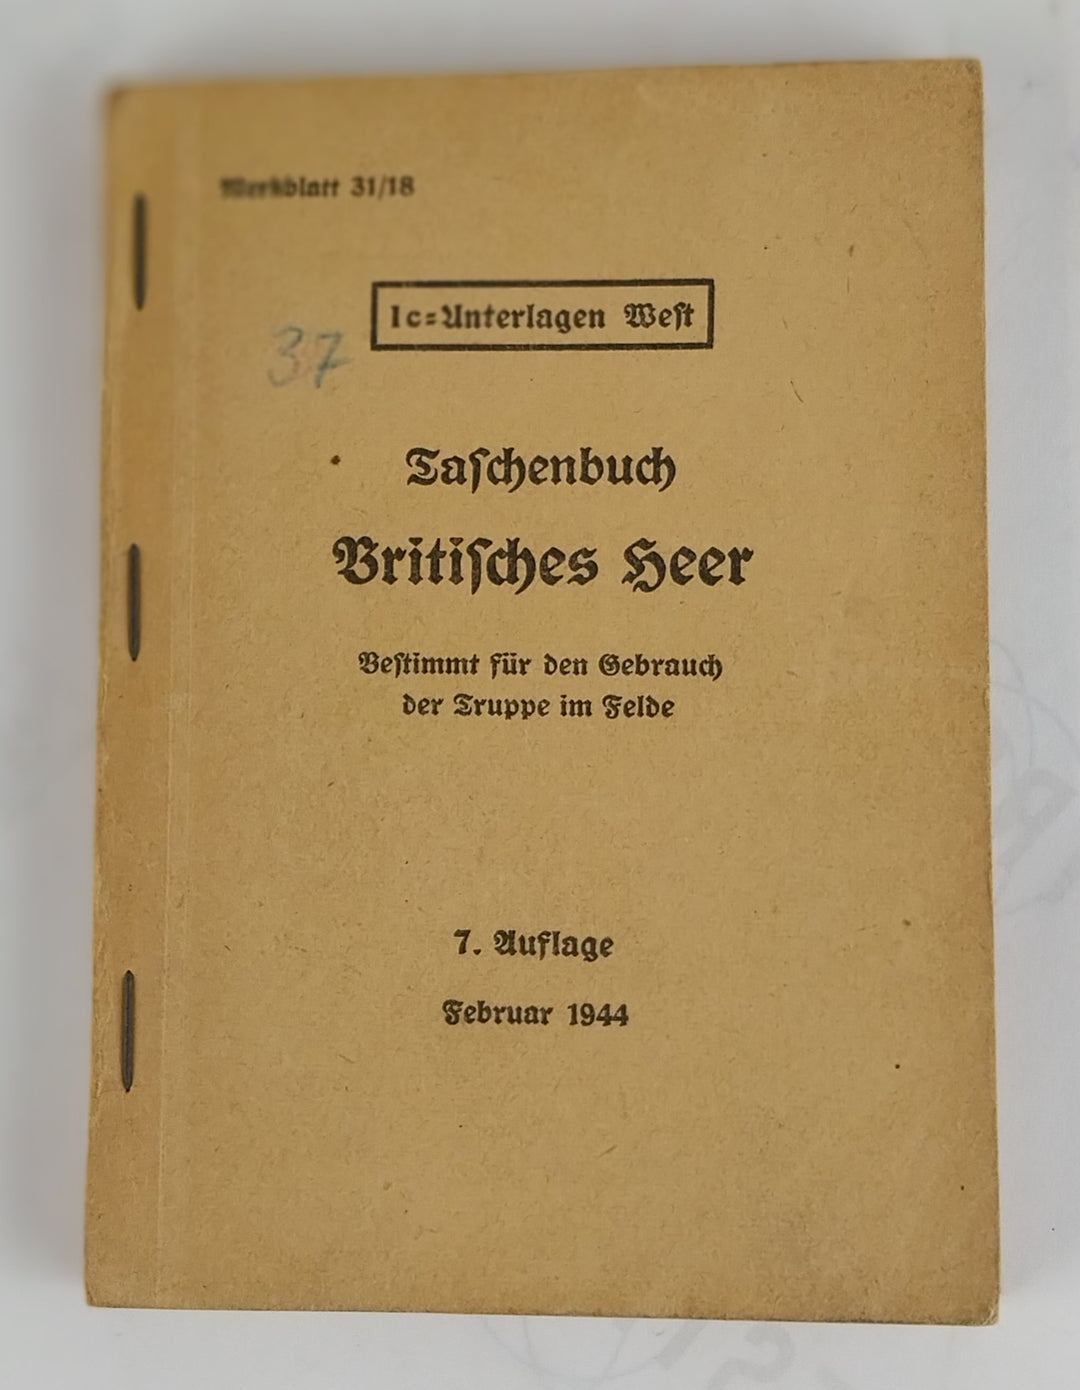 Merkblatt 31/18
Ic=Unterlagen West
37
Taschenbuch
Britisches Heer
Bestimmt für den Gebrauch
der Truppe im Felde
7. Auflage
Februar 1944